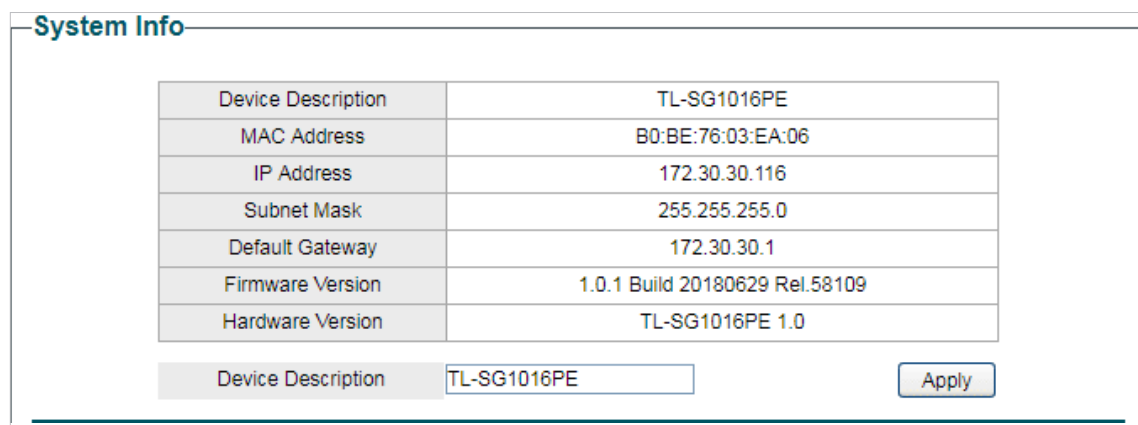 System Info
Device Description TL-SG1016PE
MAC Address B0:BE:76:03:EA:06
IP Address 172.30.30.116
Subnet Mask 255.255.255.0
Default Gateway 172.30.30.1
Firmware Version 1.0.1 Build 20180629 Rel.58109
Hardware Version TL-SG1016PE 1.0
Device Description TL-SG1016PE Apply